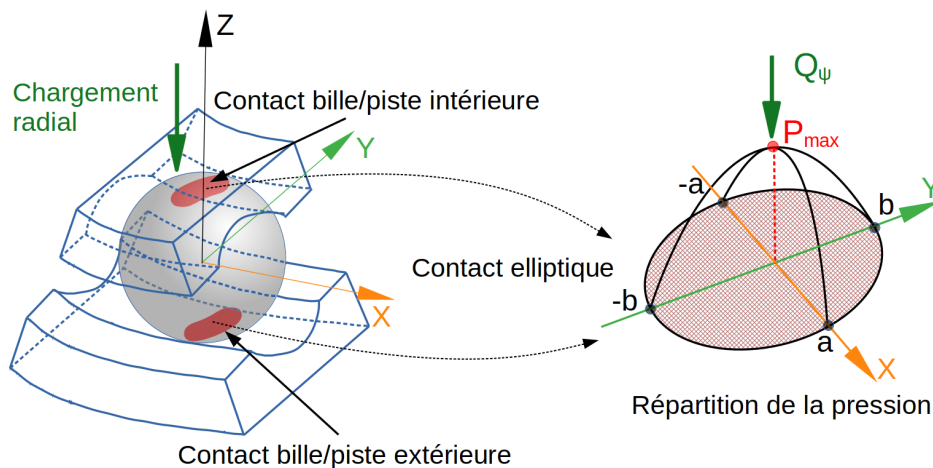 Z
Chargement
radial
Contact bille/piste intérieure
Y
X
Contact bille/piste extérieure
Contact elliptique
Qψ
Pmax
-a
b
Y
-b
a
X
Répartition de la pression